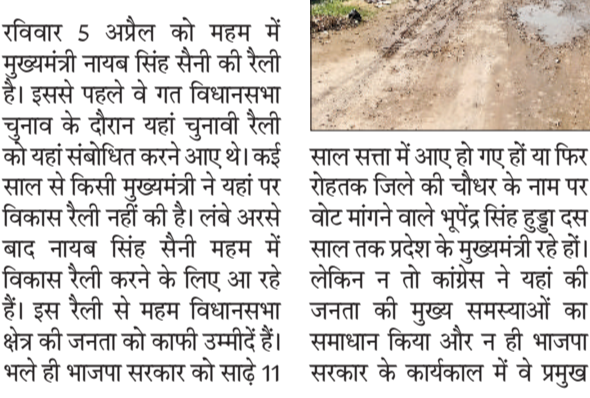 रविवार 5 अप्रैल को महम में
मुख्यमंत्री नायब सिंह सैनी की रैली
है। इससे पहले वे गत विधानसभा
चुनाव के दौरान यहां चुनावी रैली
को यहां संबोधित करने आए थे। कई
साल से किसी मुख्यमंत्री ने यहां पर
विकास रैली नहीं की है। लंबे अरसे
बाद नायब सिंह सैनी महम में
विकास रैली करने के लिए आ रहे
हैं। इस रैली से महम विधानसभा
क्षेत्र की जनता को काफी उम्मीदें हैं।
भले ही भाजपा सरकार को साढ़े 11
साल सत्ता में आए हो गए हों या फिर
रोहतक जिले की चौधर के नाम पर
वोट मांगने वाले भूपेंद्र सिंह हुड्डा दस
साल तक प्रदेश के मुख्यमंत्री रहे हों।
लेकिन न तो कांग्रेस ने यहां की
जनता की मुख्य समस्याओं का
समाधान किया और न ही भाजपा
सरकार के कार्यकाल में वे प्रमुख